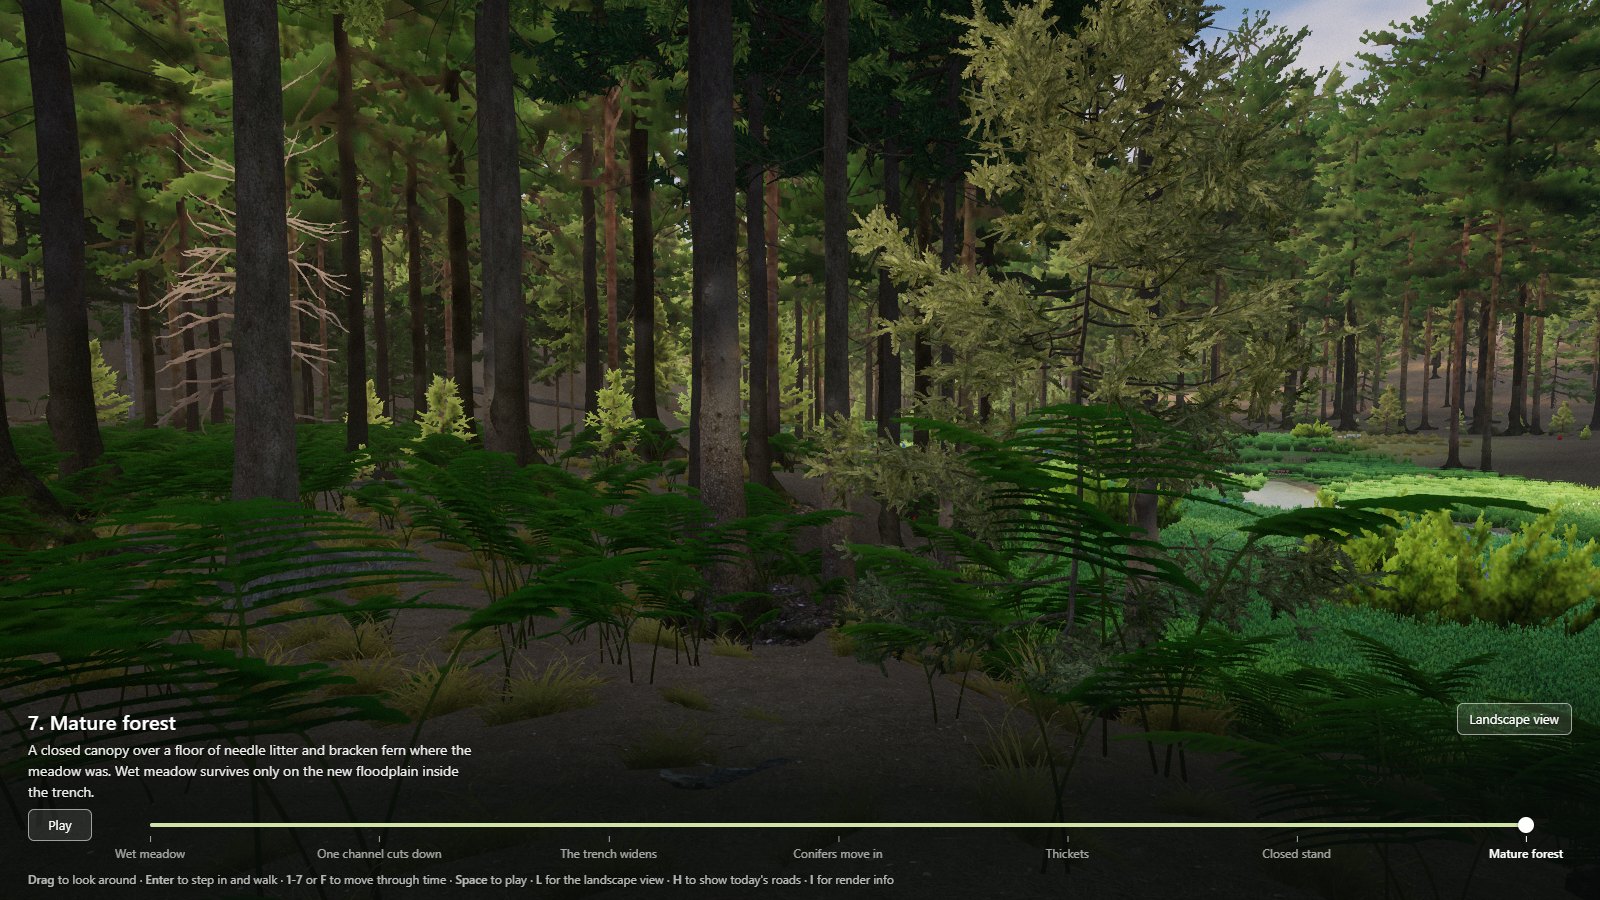 7. Mature forest
A closed canopy over a floor of needle litter and bracken fern where the
meadow was. Wet meadow survives only on the new floodplain inside
the trench.
Landscape view
Play
Wet meadow
One channel cuts down
The trench widens
Conifers move in
Thickets
Closed stand
Mature forest
Drag to look around · Enter to step in and walk · 1-7 or F to move through time · Space to play · L for the landscape view · H to show today's roads · I for render info